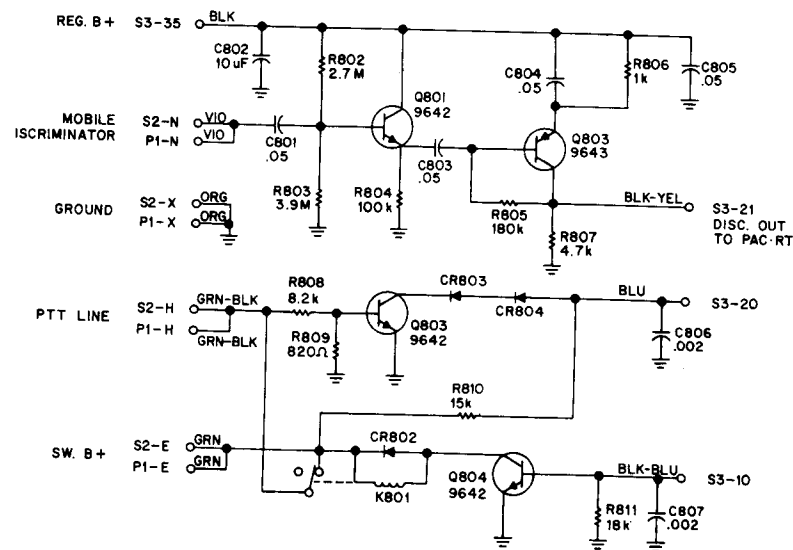 REG. B+ S3-35 BLK
C802
10 uF
R802
2.7 M
Q801
9642
C804
.05
R806
1k
C805
.05
MOBILE
ISCRIMINATOR
S2-N VIO
P1-N VIO
C801
.05
C803
.05
Q803
9643
R803
3.9M
R804
100k
R805
180k
R807
4.7k
BLK-YEL
S3-21
DISC. OUT
TO PAC-RT
GROUND
S2-X ORG
P1-X ORG
PTT LINE
S2-H GRN-BLK
P1-H GRN-BLK
R808
8.2k
R809
820Ω
Q803
9642
CR803
CR804
BLU
S3-20
C806
.002
R810
15k
SW. B+
S2-E GRN
P1-E GRN
CR802
K801
Q804
9642
BLK-BLU
S3-10
R811
18k
C807
.002